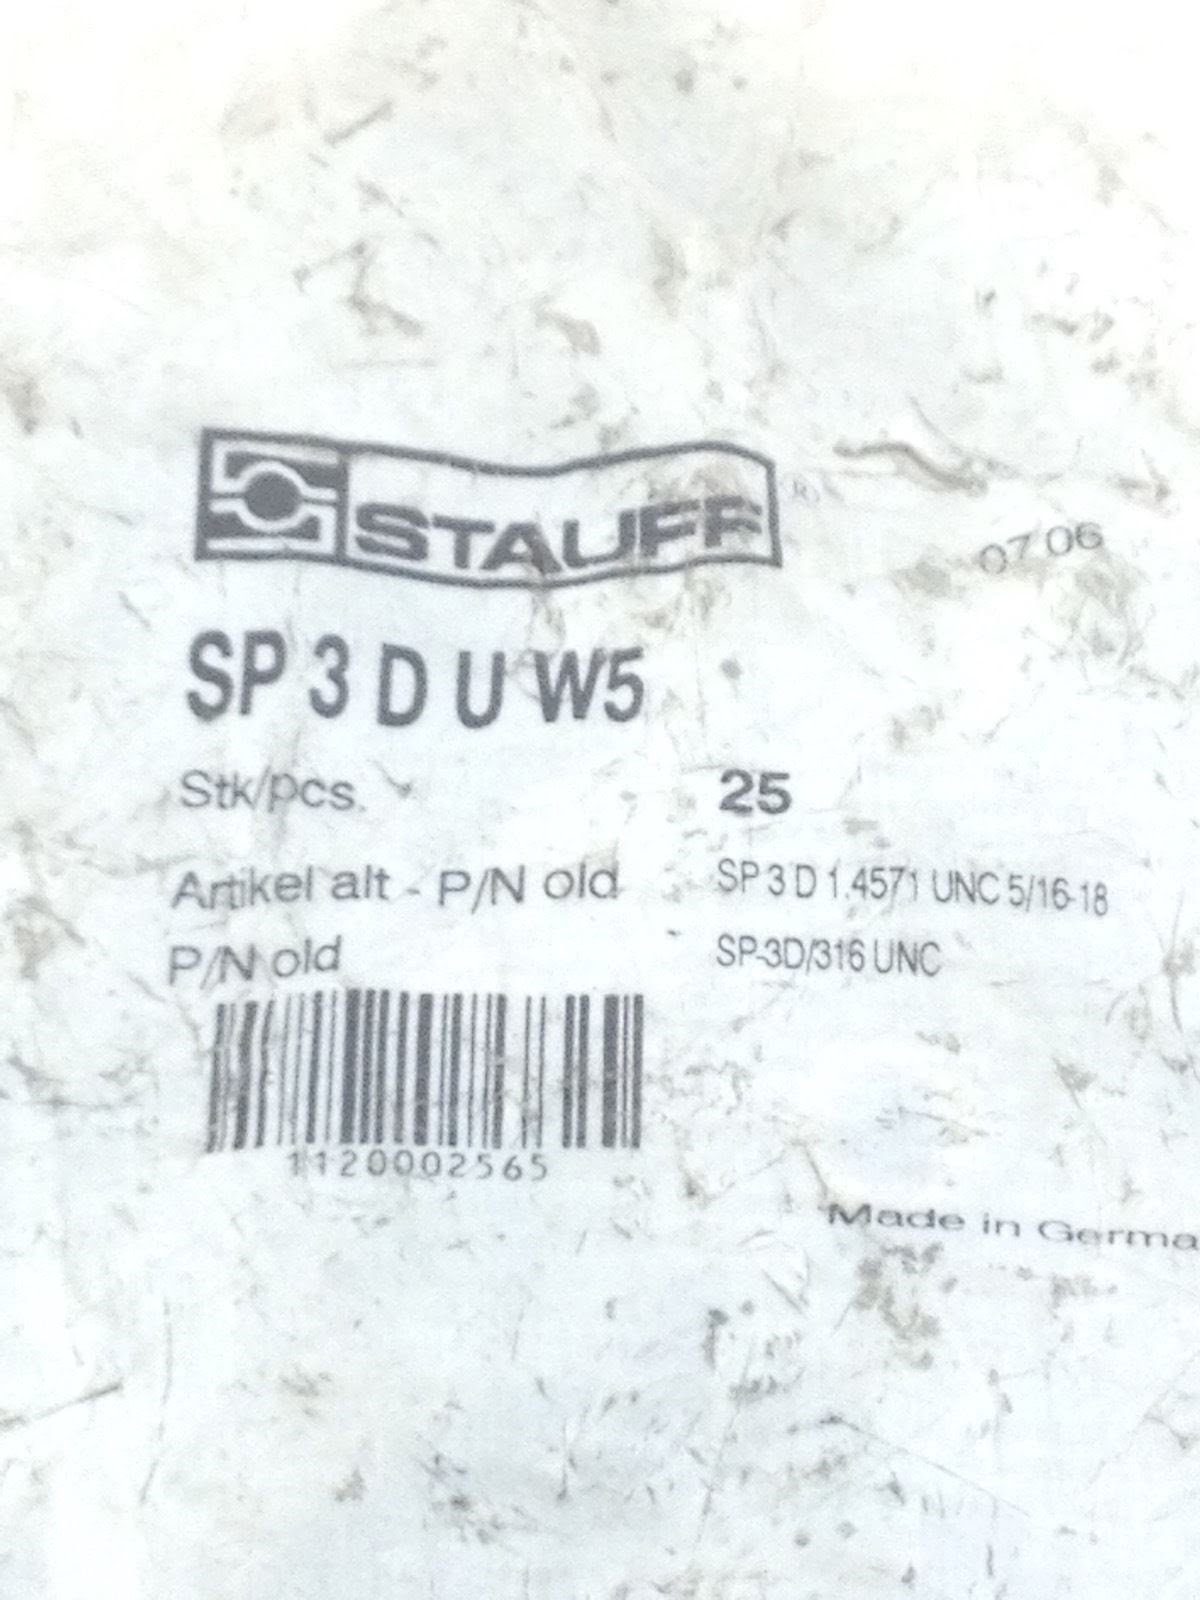 STAUFF ®
07 06
SP 3 D U W5
Stk/pcs. 25
Artikel alt - P/N old SP 3 D 1.4571 UNC 5/16-18
P/N old SP-3D/316 UNC
1120002565
Made in Germa